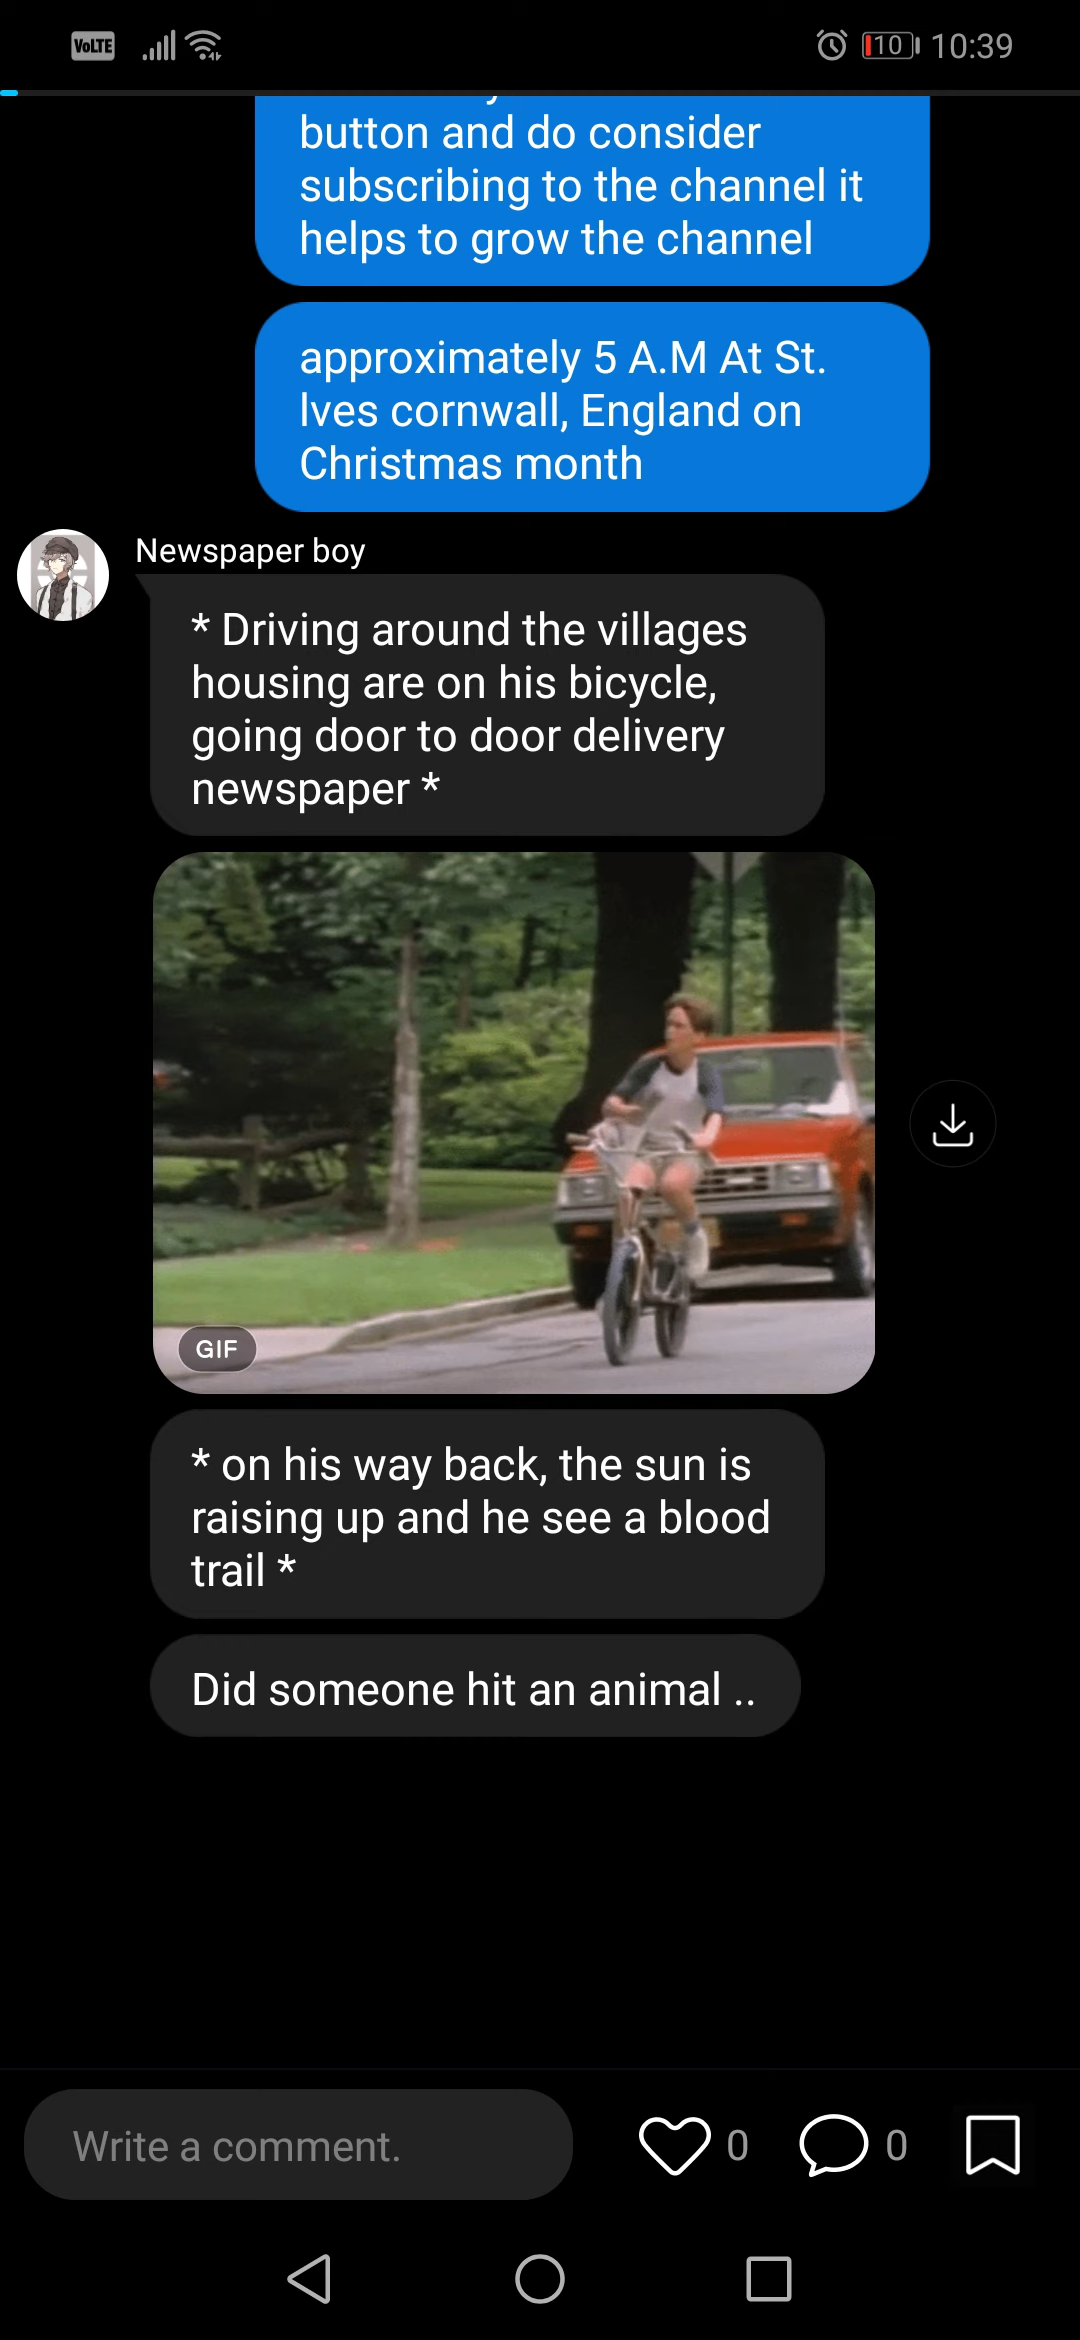 VoLTE
10 10:39
button and do consider
subscribing to the channel it
helps to grow the channel
approximately 5 A.M At St.
Ives cornwall, England on
Christmas month
Newspaper boy
* Driving around the villages
housing are on his bicycle,
going door to door delivery
newspaper *
GIF
* on his way back, the sun is
raising up and he see a blood
trail *
Did someone hit an animal ..
Write a comment.
0
0